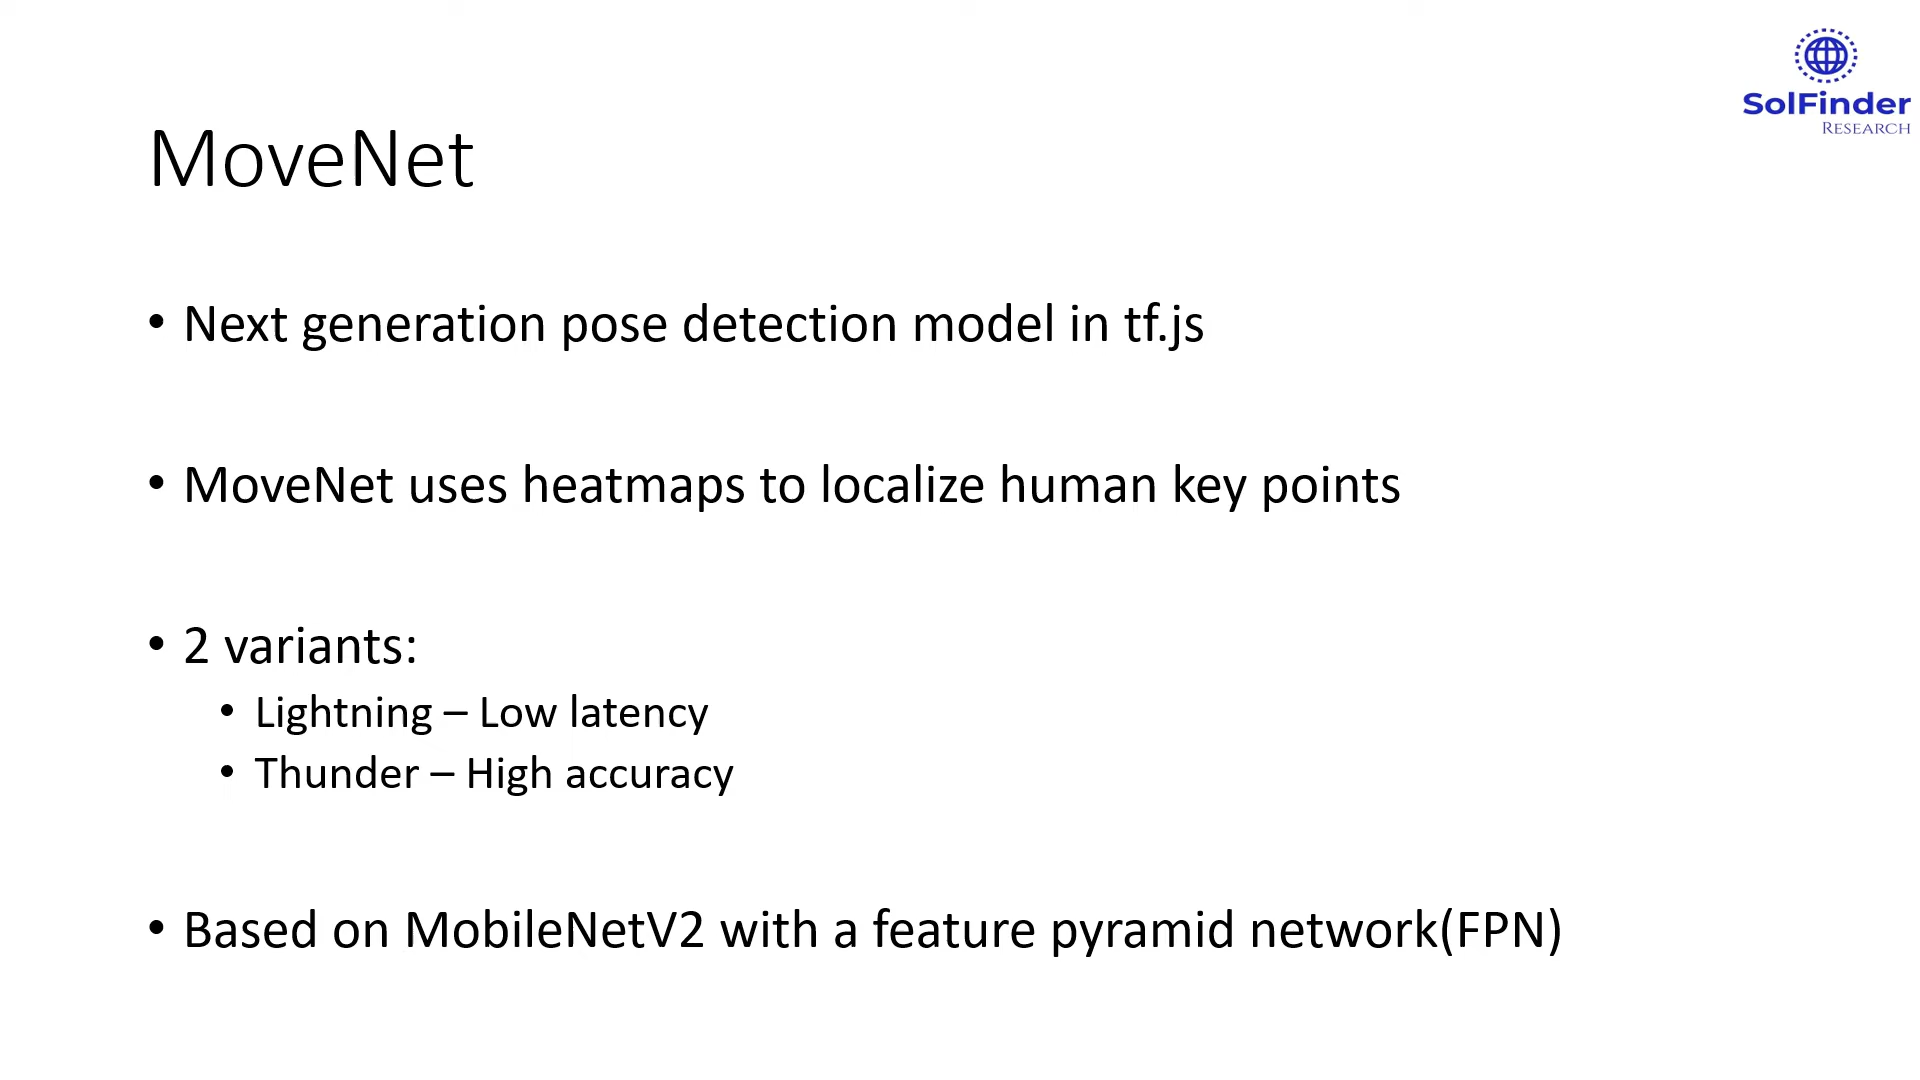 SolFinder
RESEARCH
MoveNet
• Next generation pose detection model in tf.js
• MoveNet uses heatmaps to localize human key points
• 2 variants:
• Lightning – Low latency
• Thunder – High accuracy
• Based on MobileNetV2 with a feature pyramid network(FPN)